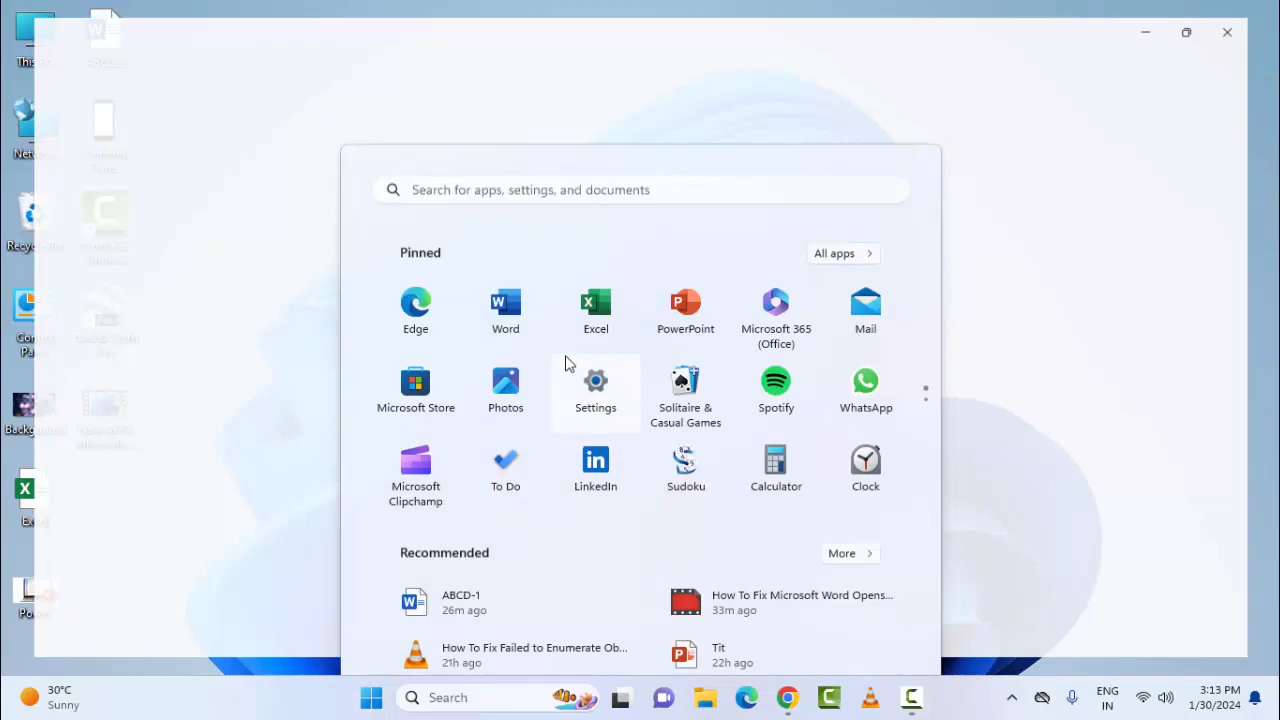 Search for apps, settings, and documents
Pinned
All apps
Edge
Word
Excel
PowerPoint
Microsoft 365
(Office)
Mail
Microsoft Store
Photos
Settings
Solitaire &
Casual Games
Spotify
WhatsApp
Microsoft
Clipchamp
To Do
LinkedIn
Sudoku
Calculator
Clock
Recommended
More
ABCD-1
26m ago
How To Fix Microsoft Word Opens...
33m ago
How To Fix Failed to Enumerate Ob...
21h ago
Tit
22h ago
30°C
Sunny
Search
ENG
IN
3:13 PM
1/30/2024